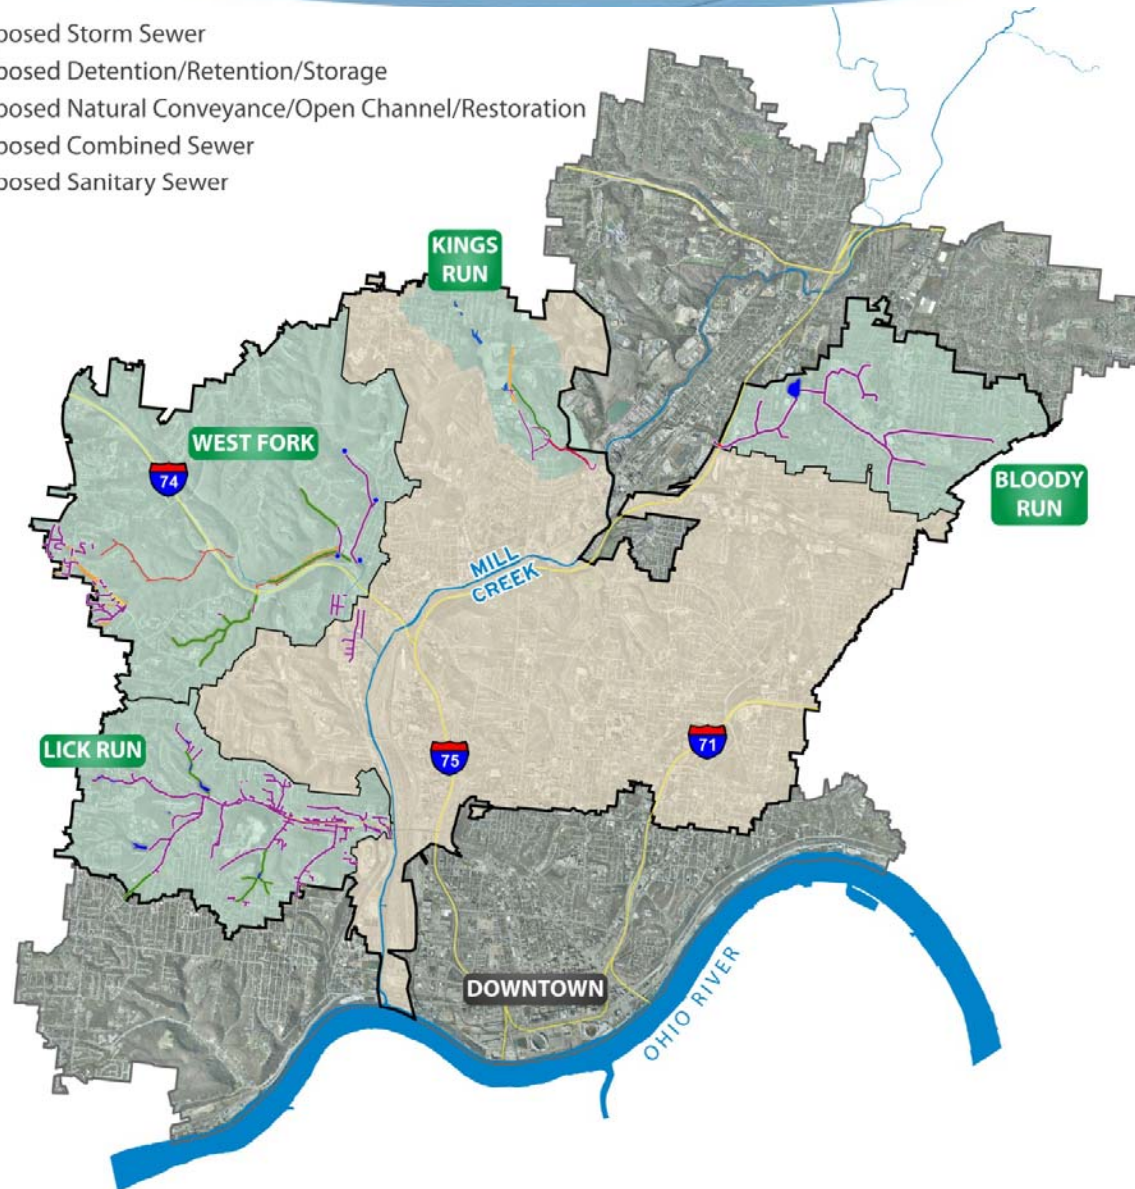 posed Storm Sewer
posed Detention/Retention/Storage
posed Natural Conveyance/Open Channel/Restoration
posed Combined Sewer
posed Sanitary Sewer
KINGS
RUN
WEST FORK
74
BLOODY
RUN
MILL
CREEK
LICK RUN
75
71
DOWNTOWN
OHIO RIVER